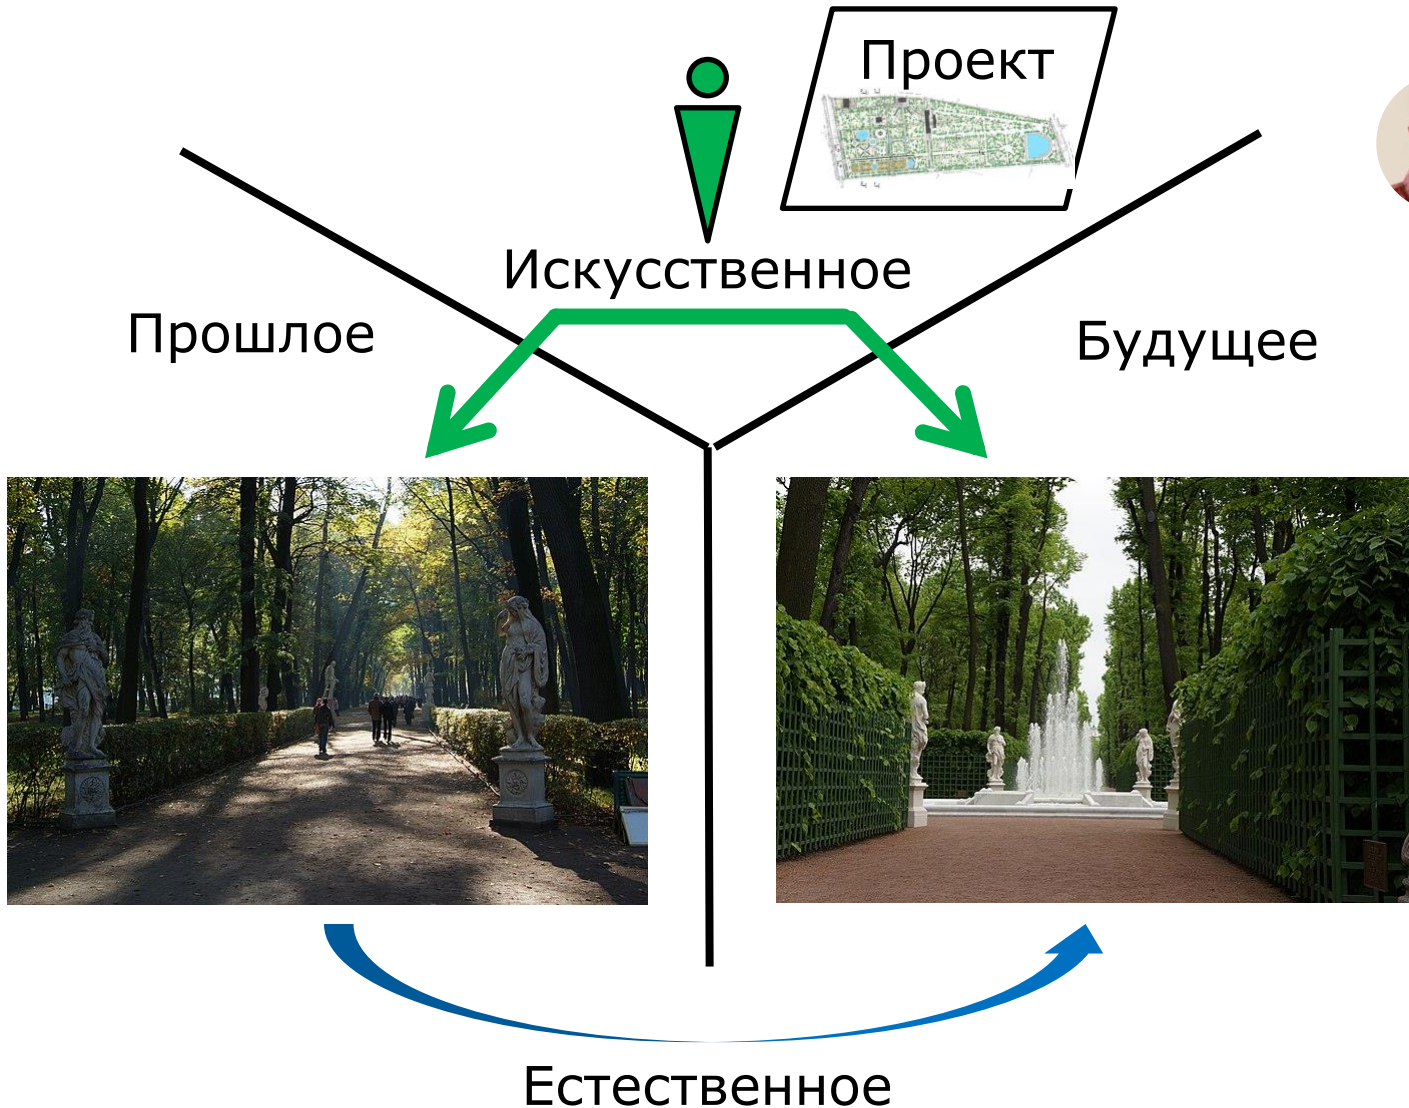 Проект
Искусственное
Прошлое
Будущее
Естественное